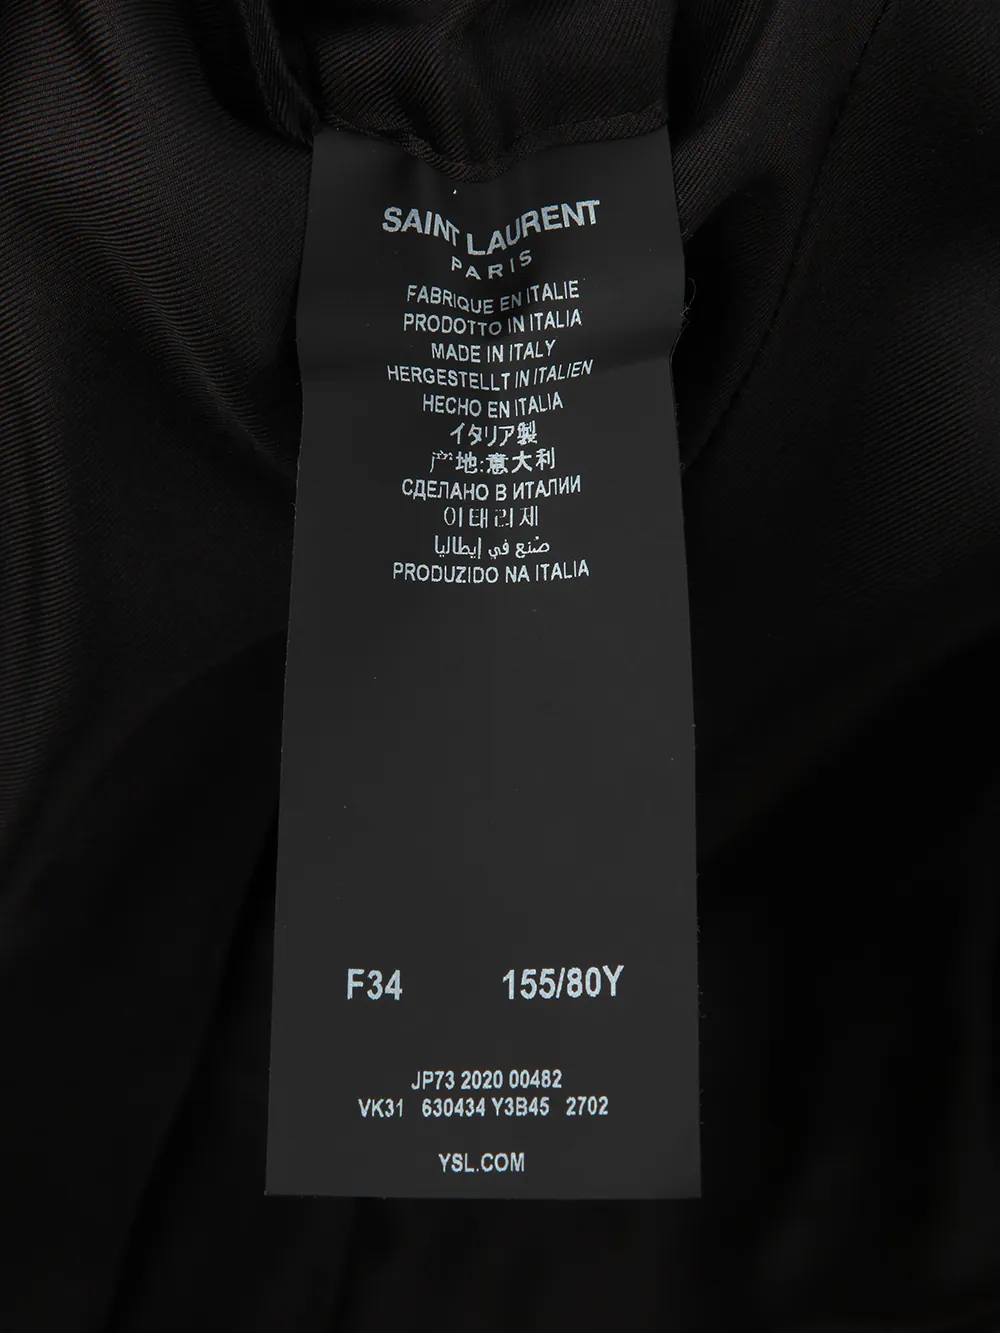 SAINT LAURENT
PARIS
FABRIQUE EN ITALIE
PRODOTTO IN ITALIA
MADE IN ITALY
HERGESTELLT IN ITALIEN
HECHO EN ITALIA
イタリア製
产地:意大利
СДЕЛАНО В ИТАЛИИ
이태리제
صُنع في إيطاليا
PRODUZIDO NA ITALIA
F34 155/80Y
JP73 2020 00482
VK31 630434 Y3B45 2702
YSL.COM